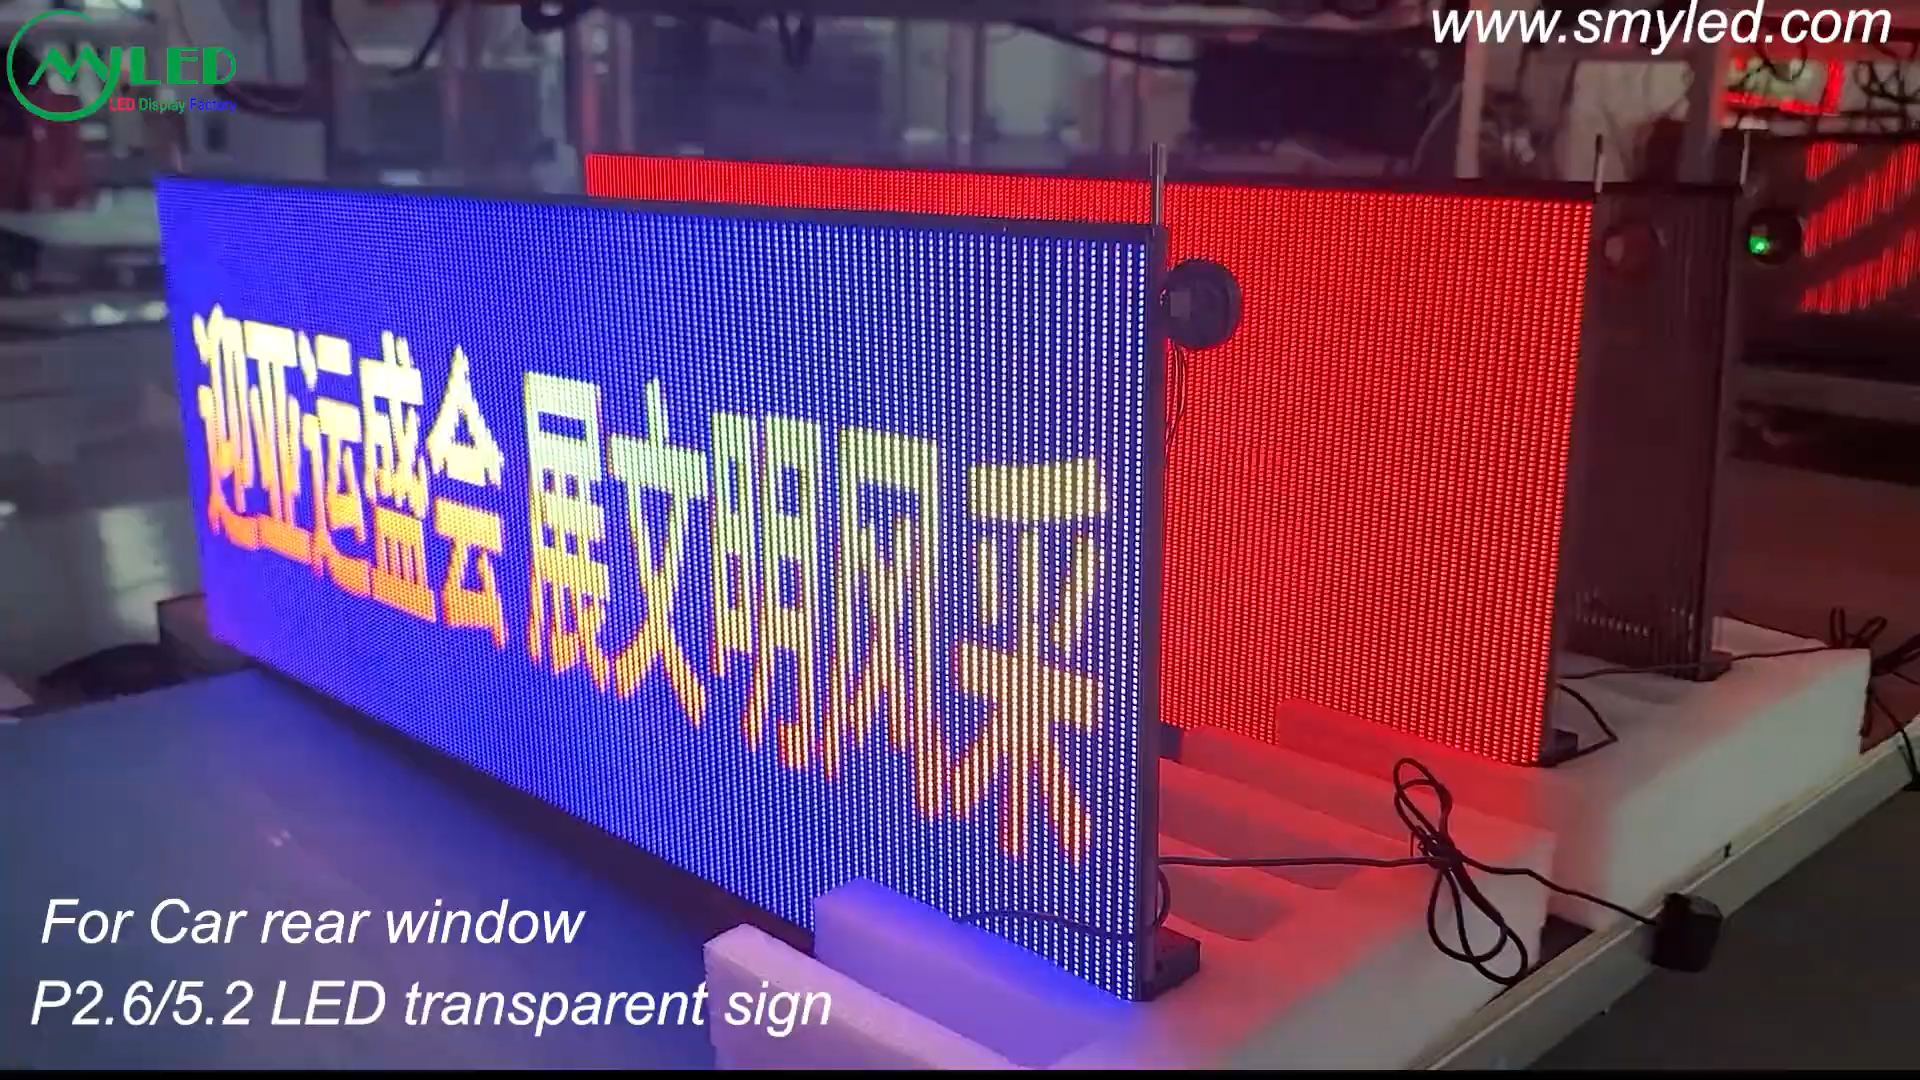 MYLED
LED Display Factory
www.smyled.com
迎亚运盛会 展文明风采
For Car rear window
P2.6/5.2 LED transparent sign